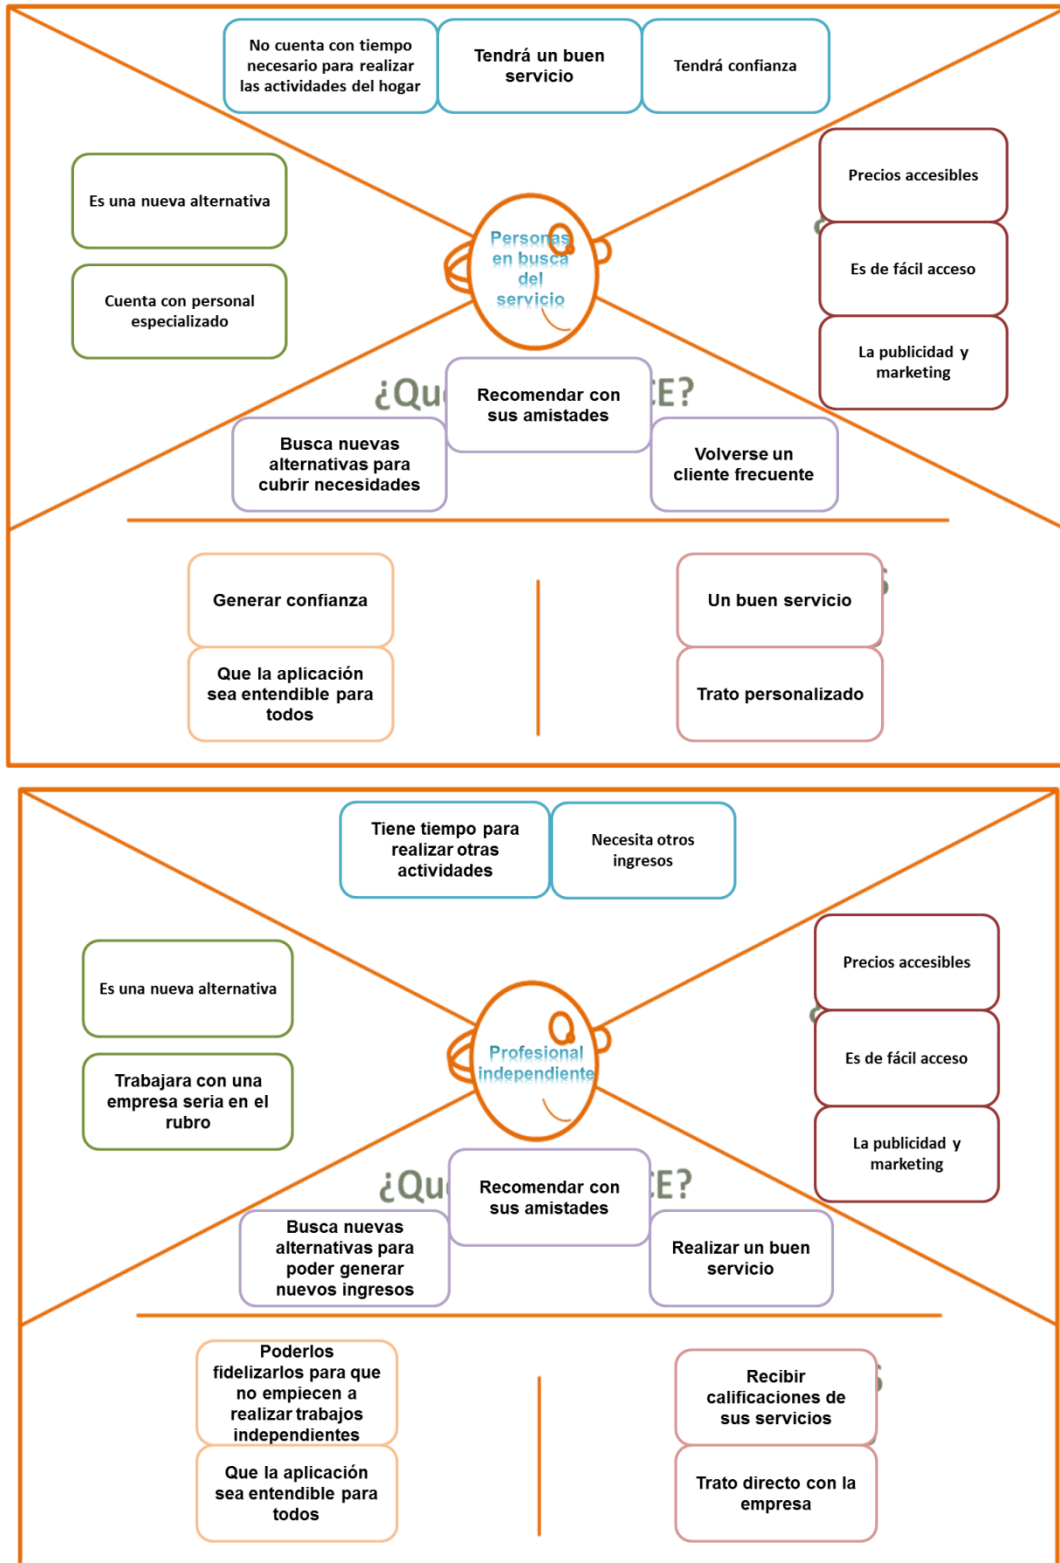 No cuenta con tiempo
necesario para realizar
las actividades del hogar
Tendrá un buen
servicio
Tendrá confianza
Es una nueva alternativa
Cuenta con personal
especializado
Personas
en busca
del
servicio
Precios accesibles
Es de fácil acceso
La publicidad y
marketing
¿Qu
CE?
Recomendar con
sus amistades
Busca nuevas
alternativas para
cubrir necesidades
Volverse un
cliente frecuente
Generar confianza
Que la aplicación
sea entendible para
todos
Un buen servicio
Trato personalizado
Tiene tiempo para
realizar otras
actividades
Necesita otros
ingresos
Es una nueva alternativa
Trabajara con una
empresa seria en el
rubro
Profesional
independiente
Precios accesibles
Es de fácil acceso
La publicidad y
marketing
¿Qu
CE?
Recomendar con
sus amistades
Busca nuevas
alternativas para
poder generar
nuevos ingresos
Realizar un buen
servicio
Poderlos
fidelizarlos para que
no empiecen a
realizar trabajos
independientes
Que la aplicación
sea entendible para
todos
Recibir
calificaciones de
sus servicios
Trato directo con la
empresa